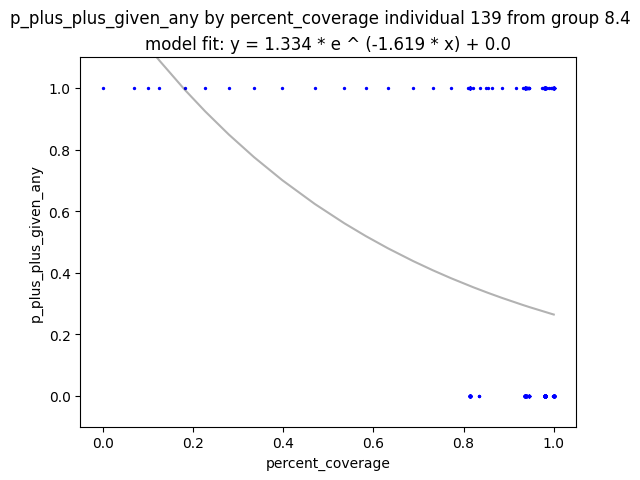 p_plus_plus_given_any by percent_coverage individual 139 from group 8.4
model fit: y = 1.334 * e ^ (-1.619 * x) + 0.0
1.0
0.8
0.6
0.4
0.2
0.0
p_plus_plus_given_any
0.0 0.2 0.4 0.6 0.8 1.0
percent_coverage